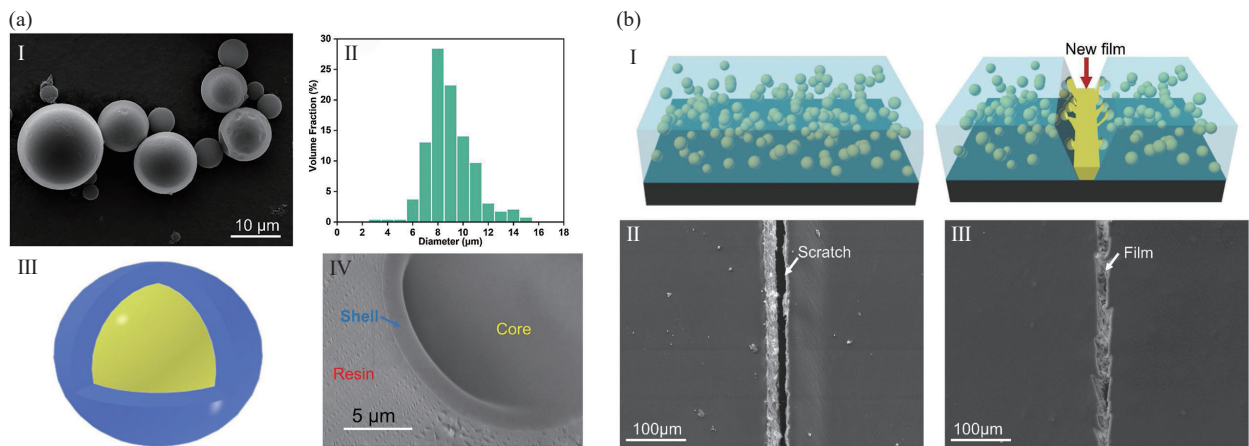 (a)
I
10 µm
II
Volume Fraction (%)
30
25
20
15
10
5
0
0 2 4 6 8 10 12 14 16 18
Diameter (µm)
III
IV
Shell
Core
Resin
5 µm
(b)
I
New film
II
Scratch
100µm
III
Film
100µm